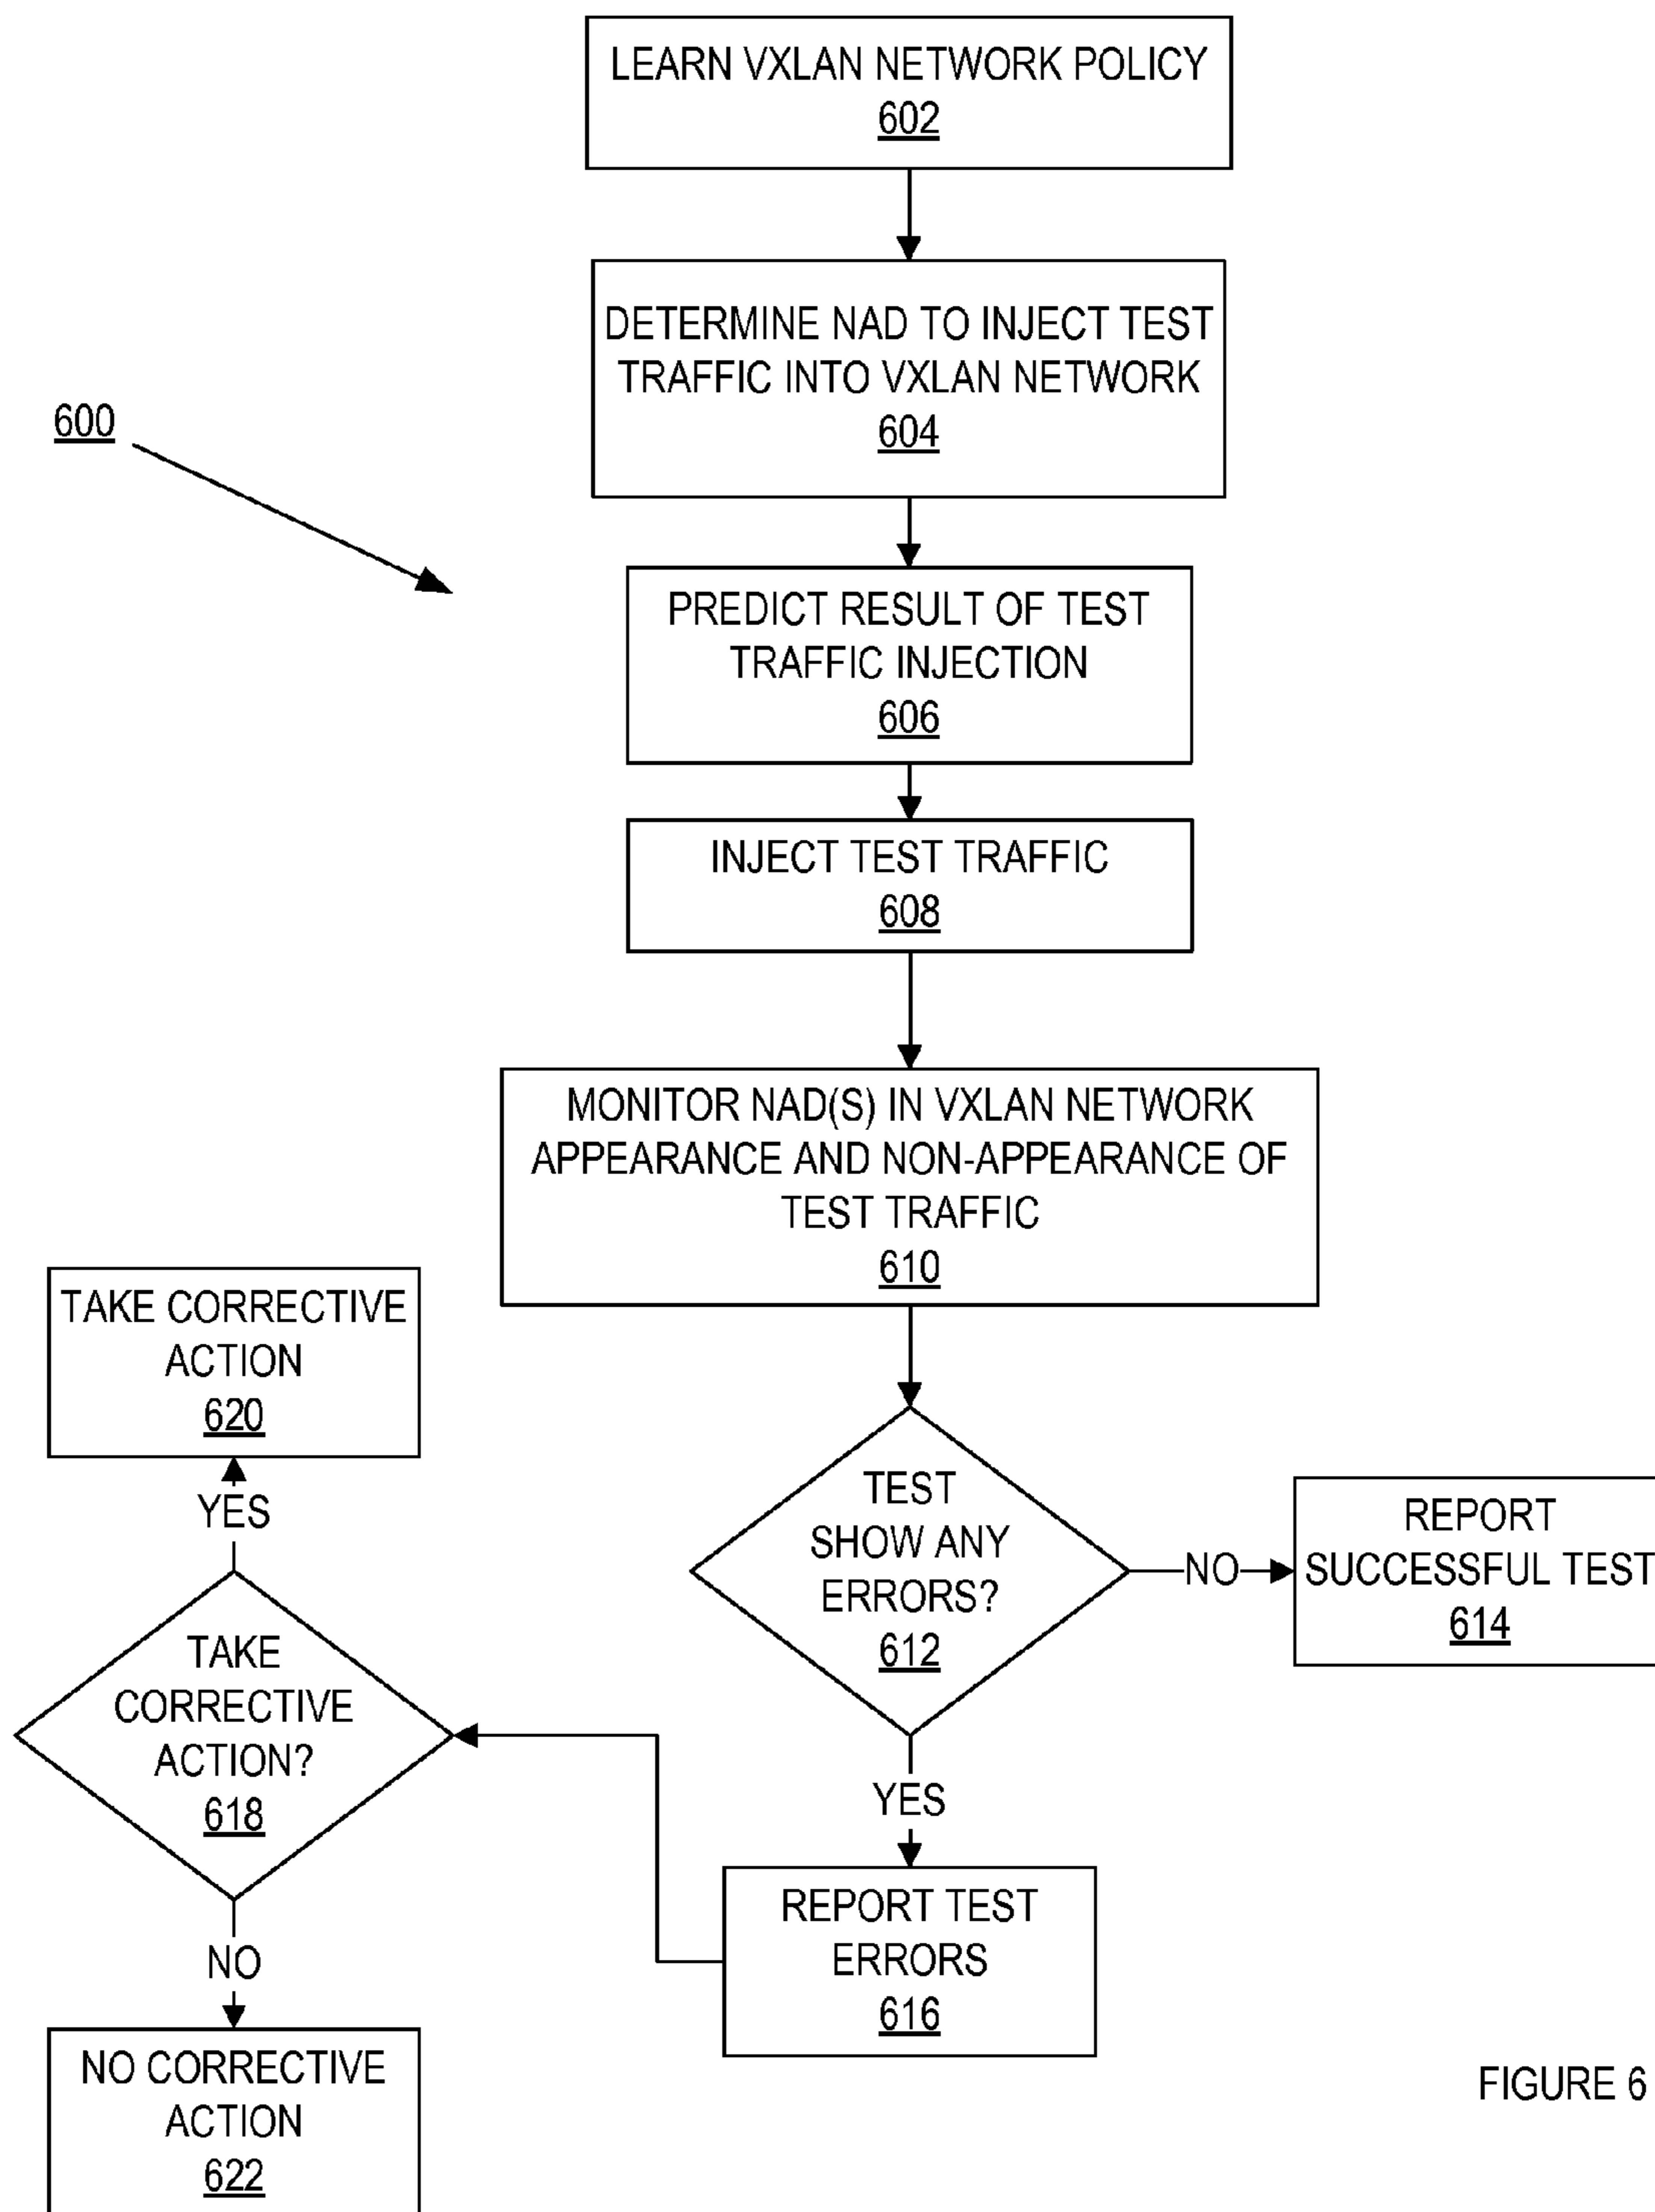 LEARN VXLAN NETWORK POLICY
602
DETERMINE NAD TO INJECT TEST
TRAFFIC INTO VXLAN NETWORK
604
600
PREDICT RESULT OF TEST
TRAFFIC INJECTION
606
INJECT TEST TRAFFIC
608
MONITOR NAD(S) IN VXLAN NETWORK
APPEARANCE AND NON-APPEARANCE OF
TEST TRAFFIC
610
TEST
SHOW ANY
ERRORS?
612
NO
REPORT
SUCCESSFUL TEST
614
YES
REPORT TEST
ERRORS
616
TAKE
CORRECTIVE
ACTION?
618
YES
TAKE CORRECTIVE
ACTION
620
NO
NO CORRECTIVE
ACTION
622
FIGURE 6